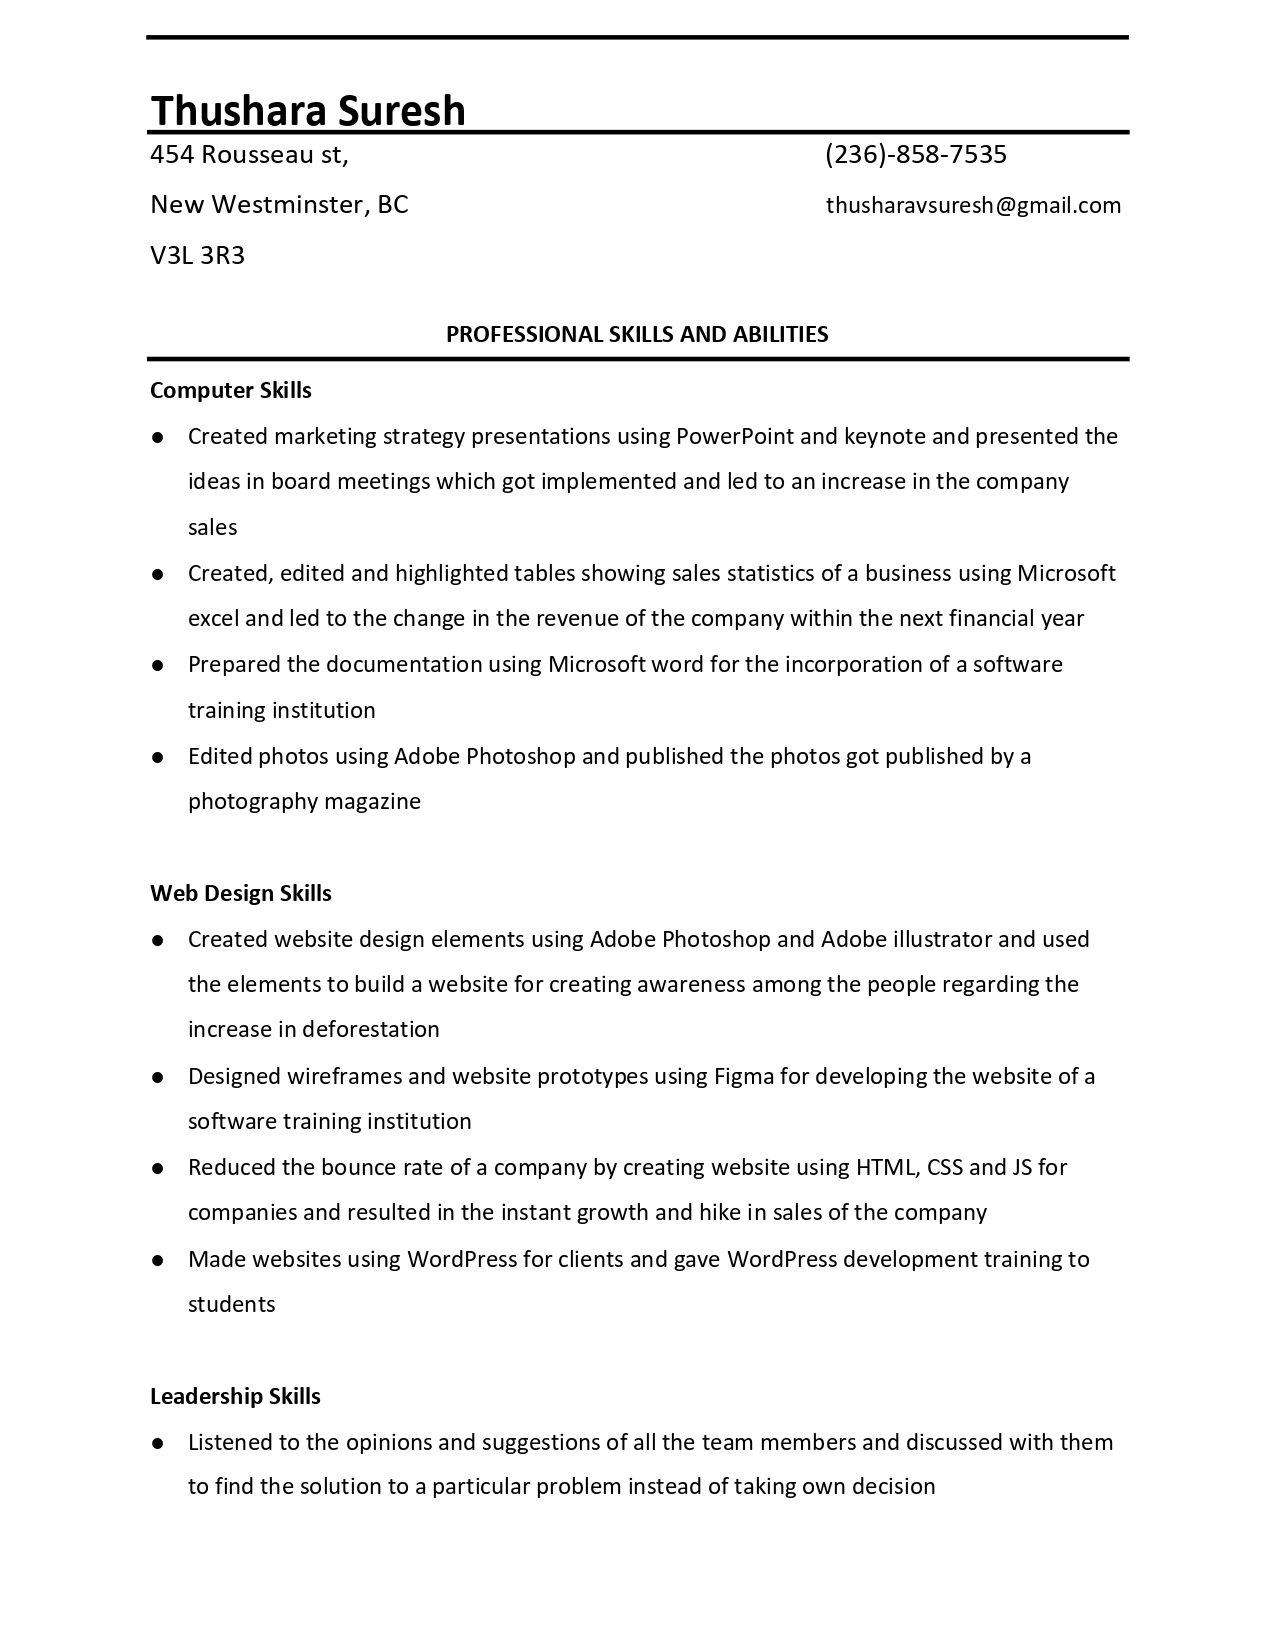 Thushara Suresh
454 Rousseau st, (236)-858-7535
New Westminster, BC thusharavsuresh@gmail.com
V3L 3R3
PROFESSIONAL SKILLS AND ABILITIES
Computer Skills
● Created marketing strategy presentations using PowerPoint and keynote and presented the
ideas in board meetings which got implemented and led to an increase in the company
sales
● Created, edited and highlighted tables showing sales statistics of a business using Microsoft
excel and led to the change in the revenue of the company within the next financial year
● Prepared the documentation using Microsoft word for the incorporation of a software
training institution
● Edited photos using Adobe Photoshop and published the photos got published by a
photography magazine
Web Design Skills
● Created website design elements using Adobe Photoshop and Adobe illustrator and used
the elements to build a website for creating awareness among the people regarding the
increase in deforestation
● Designed wireframes and website prototypes using Figma for developing the website of a
software training institution
● Reduced the bounce rate of a company by creating website using HTML, CSS and JS for
companies and resulted in the instant growth and hike in sales of the company
● Made websites using WordPress for clients and gave WordPress development training to
students
Leadership Skills
● Listened to the opinions and suggestions of all the team members and discussed with them
to find the solution to a particular problem instead of taking own decision